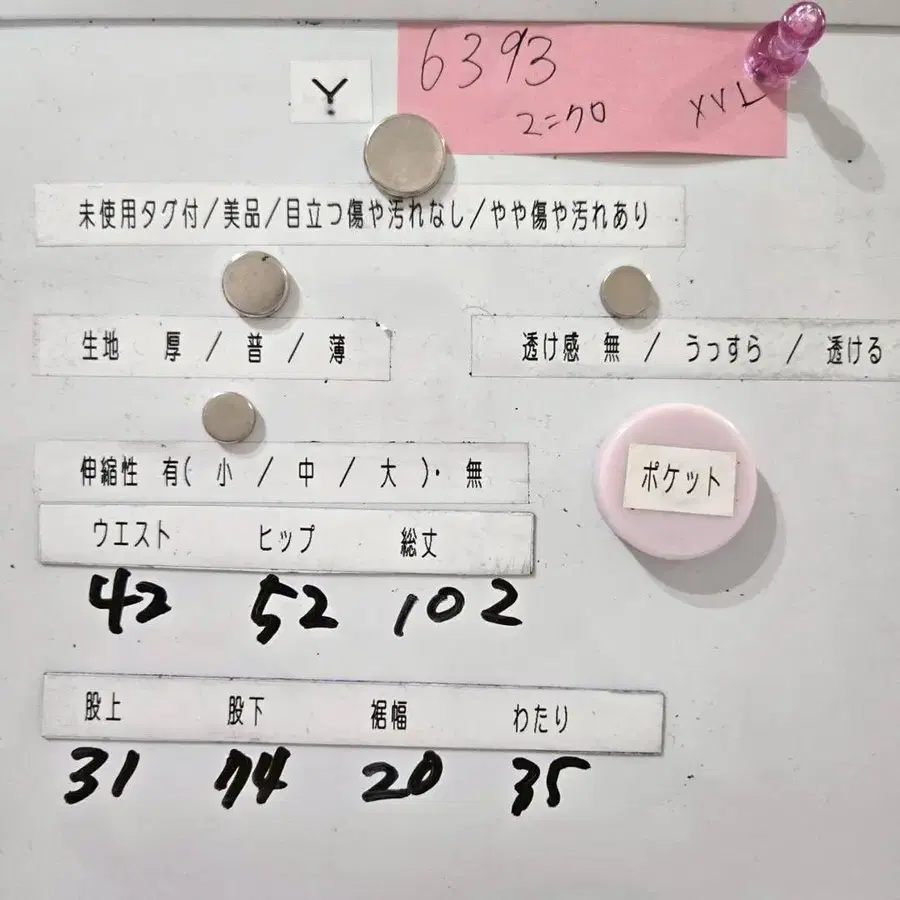 Y
6393
ユニクロ
XXL
未使用タグ付/美品/目立つ傷や汚れなし/やや傷や汚れあり
生地 厚 / 普 / 薄
透け感 無 / うっすら / 透ける
伸縮性 有( 小 / 中 / 大 )・無
ポケット
ウエスト ヒップ 総丈
42 52 102
股上 股下 裾幅 わたり
31 74 20 35